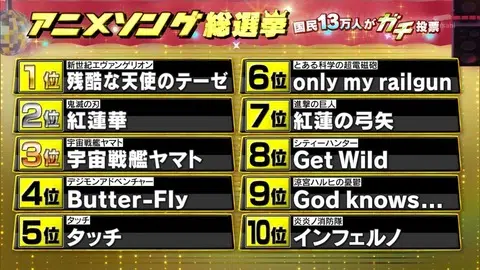 アニメソング総選挙 国民13万人がガチ投票
1位 新世紀エヴァンゲリオン
残酷な天使のテーゼ
2位 鬼滅の刃
紅蓮華
3位 宇宙戦艦ヤマト
宇宙戦艦ヤマト
4位 デジモンアドベンチャー
Butter-Fly
5位 タッチ
タッチ
6位 とある科学の超電磁砲
only my railgun
7位 進撃の巨人
紅蓮の弓矢
8位 シティーハンター
Get Wild
9位 涼宮ハルヒの憂鬱
God knows...
10位 炎炎ノ消防隊
インフェルノ